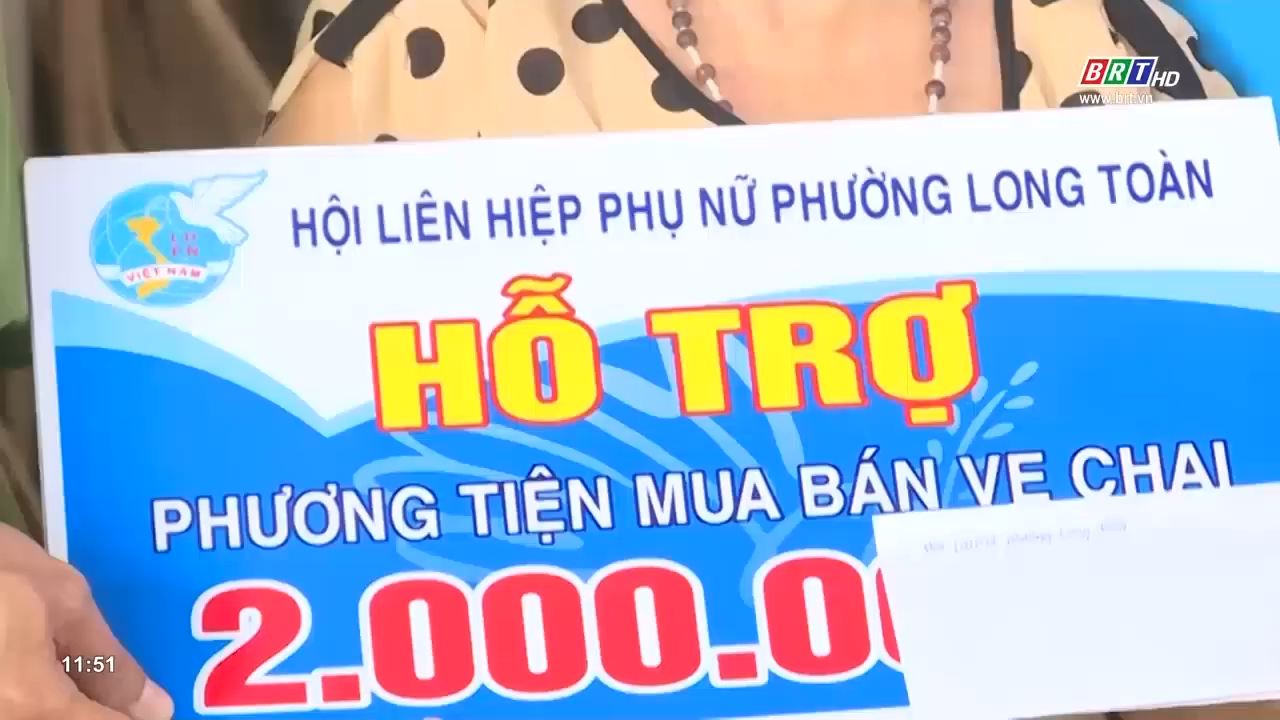 BRT HD
www.brt.vn
HỘI LIÊN HIỆP PHỤ NỮ PHƯỜNG LONG TOÀN
VIỆT NAM
HỖ TRỢ
PHƯƠNG TIỆN MUA BÁN VE CHAI
2.000.0
11:51